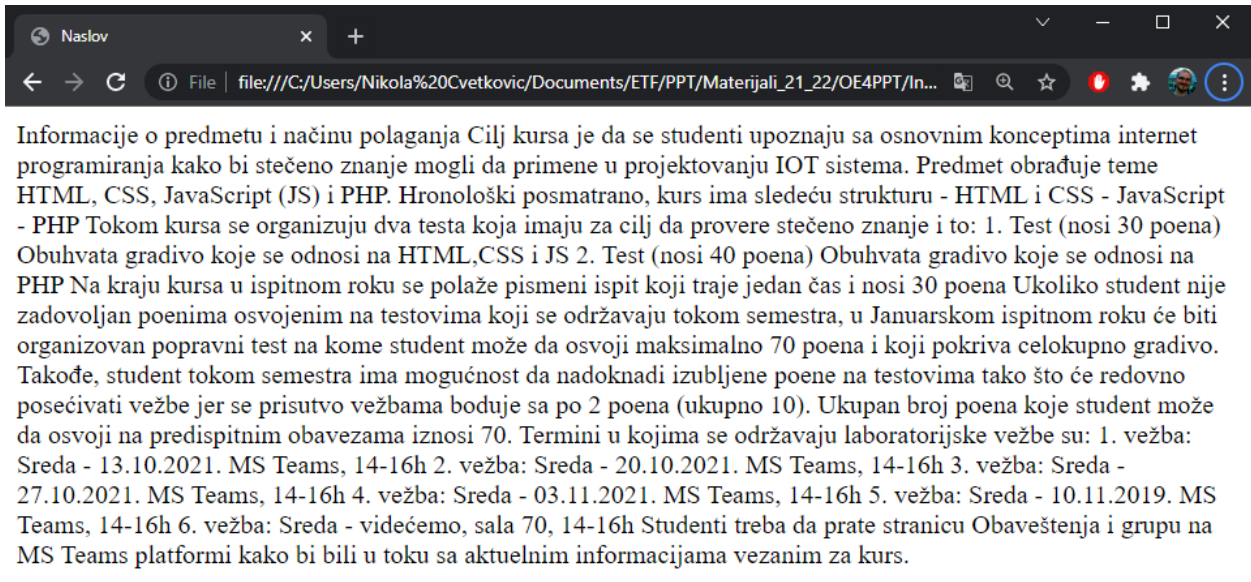 Naslov
File file:///C:/Users/Nikola%20Cvetkovic/Documents/ETF/PPT/Materijali_21_22/OE4PPT/In...
Informacije o predmetu i načinu polaganja Cilj kursa je da se studenti upoznaju sa osnovnim konceptima internet
programiranja kako bi stečeno znanje mogli da primene u projektovanju IOT sistema. Predmet obrađuje teme
HTML, CSS, JavaScript (JS) i PHP. Hronološki posmatrano, kurs ima sledeću strukturu - HTML i CSS - JavaScript
- PHP Tokom kursa se organizuju dva testa koja imaju za cilj da provere stečeno znanje i to: 1. Test (nosi 30 poena)
Obuhvata gradivo koje se odnosi na HTML,CSS i JS 2. Test (nosi 40 poena) Obuhvata gradivo koje se odnosi na
PHP Na kraju kursa u ispitnom roku se polaže pismeni ispit koji traje jedan čas i nosi 30 poena Ukoliko student nije
zadovoljan poenima osvojenim na testovima koji se održavaju tokom semestra, u Januarskom ispitnom roku će biti
organizovan popravni test na kome student može da osvoji maksimalno 70 poena i koji pokriva celokupno gradivo.
Takođe, student tokom semestra ima mogućnost da nadoknadi izubljene poene na testovima tako što će redovno
posećivati vežbe jer se prisutvo vežbama boduje sa po 2 poena (ukupno 10). Ukupan broj poena koje student može
da osvoji na predispitnim obavezama iznosi 70. Termini u kojima se održavaju laboratorijske vežbe su: 1. vežba:
Sreda - 13.10.2021. MS Teams, 14-16h 2. vežba: Sreda - 20.10.2021. MS Teams, 14-16h 3. vežba: Sreda -
27.10.2021. MS Teams, 14-16h 4. vežba: Sreda - 03.11.2021. MS Teams, 14-16h 5. vežba: Sreda - 10.11.2019. MS
Teams, 14-16h 6. vežba: Sreda - videćemo, sala 70, 14-16h Studenti treba da prate stranicu Obaveštenja i grupu na
MS Teams platformi kako bi bili u toku sa aktuelnim informacijama vezanim za kurs.